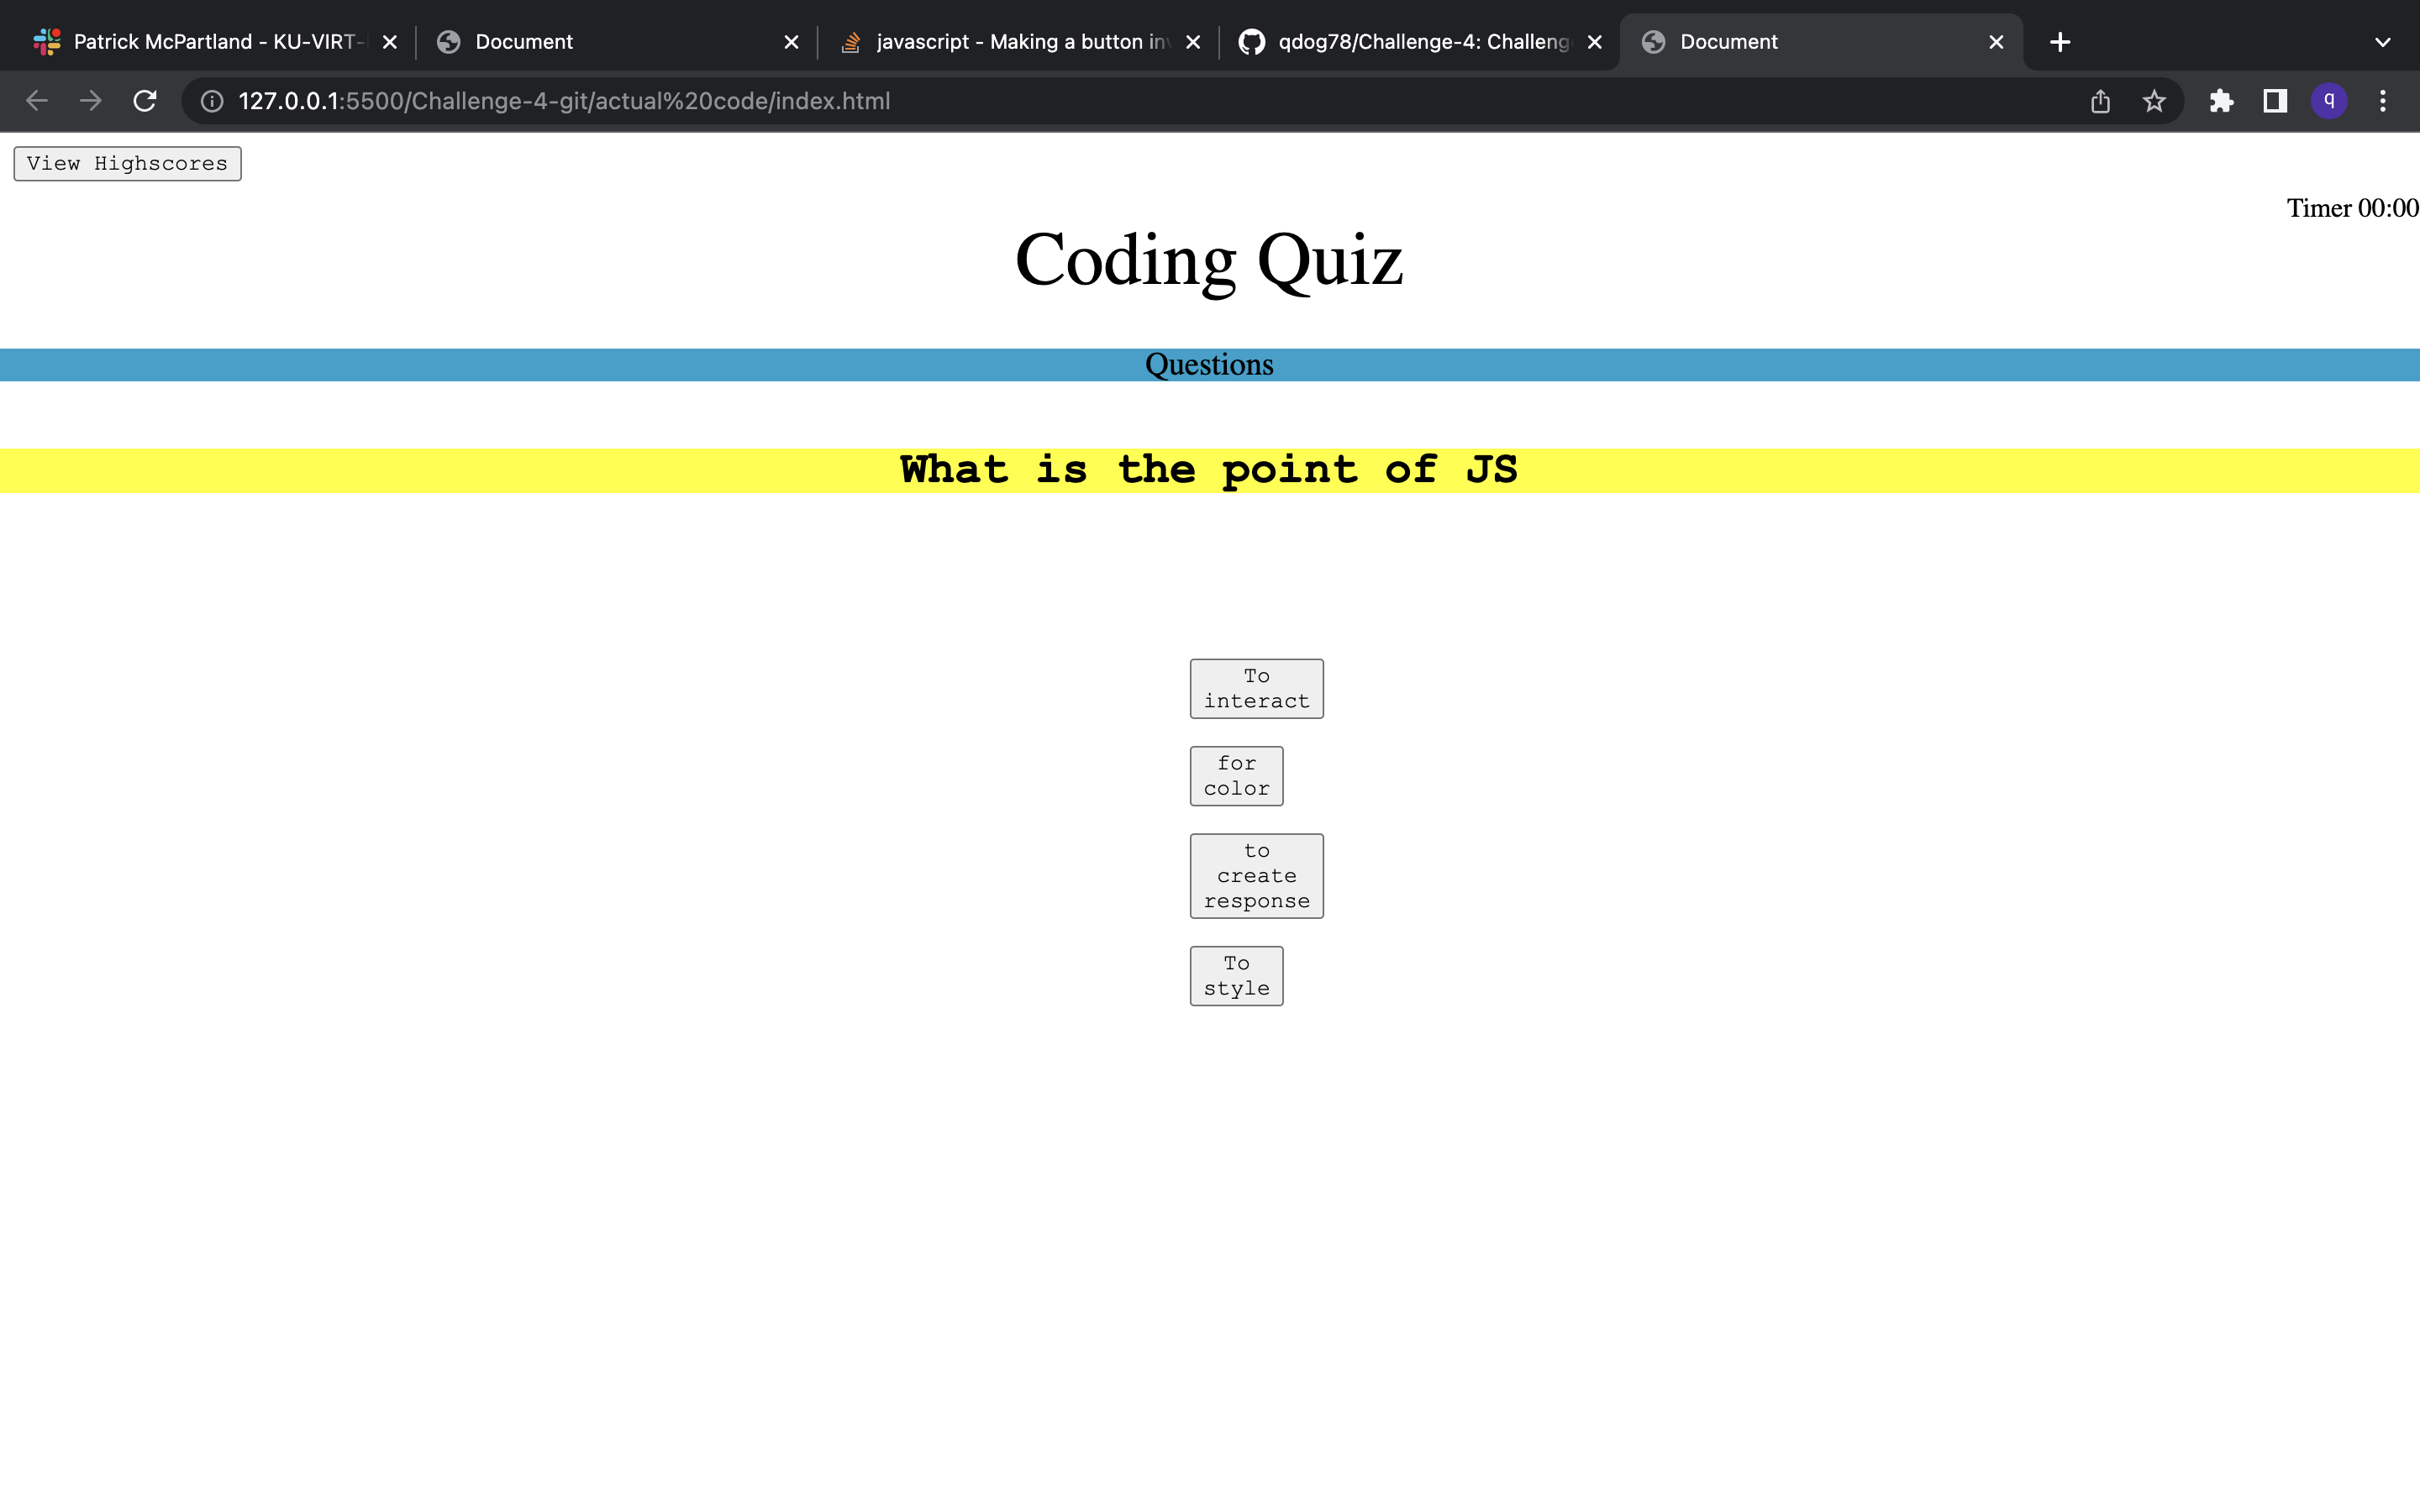 Patrick McPartland - KU-VIRT-
Document
javascript - Making a button inv
qdog78/Challenge-4: Challeng
Document
127.0.0.1:5500/Challenge-4-git/actual%20code/index.html
q
View Highscores
Timer 00:00
Coding Quiz
Questions
What is the point of JS
To
interact
for
color
to
create
response
To
style